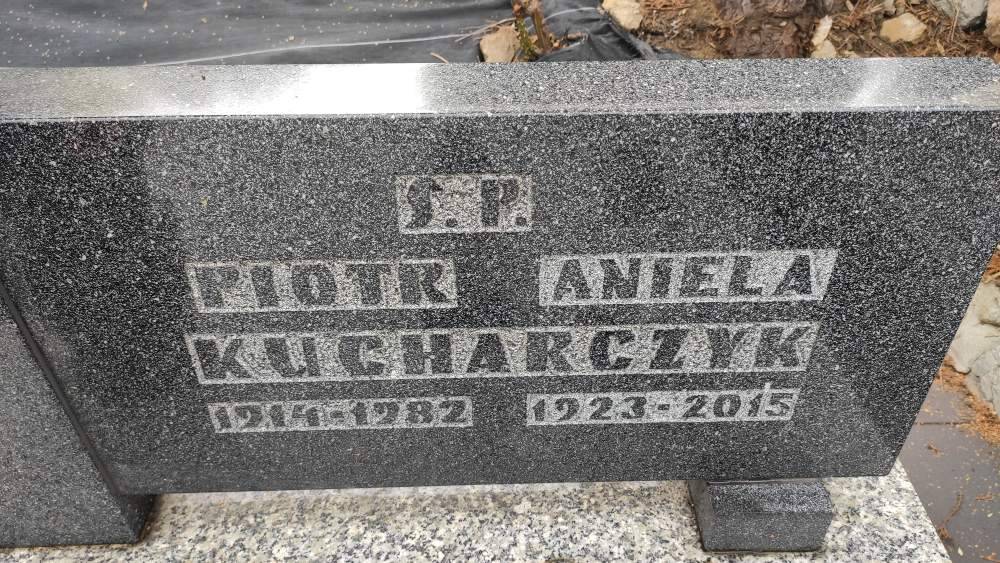 Ś. P.
PIOTR ANIELA
KUCHARCZYK
1914-1982 1923-2015